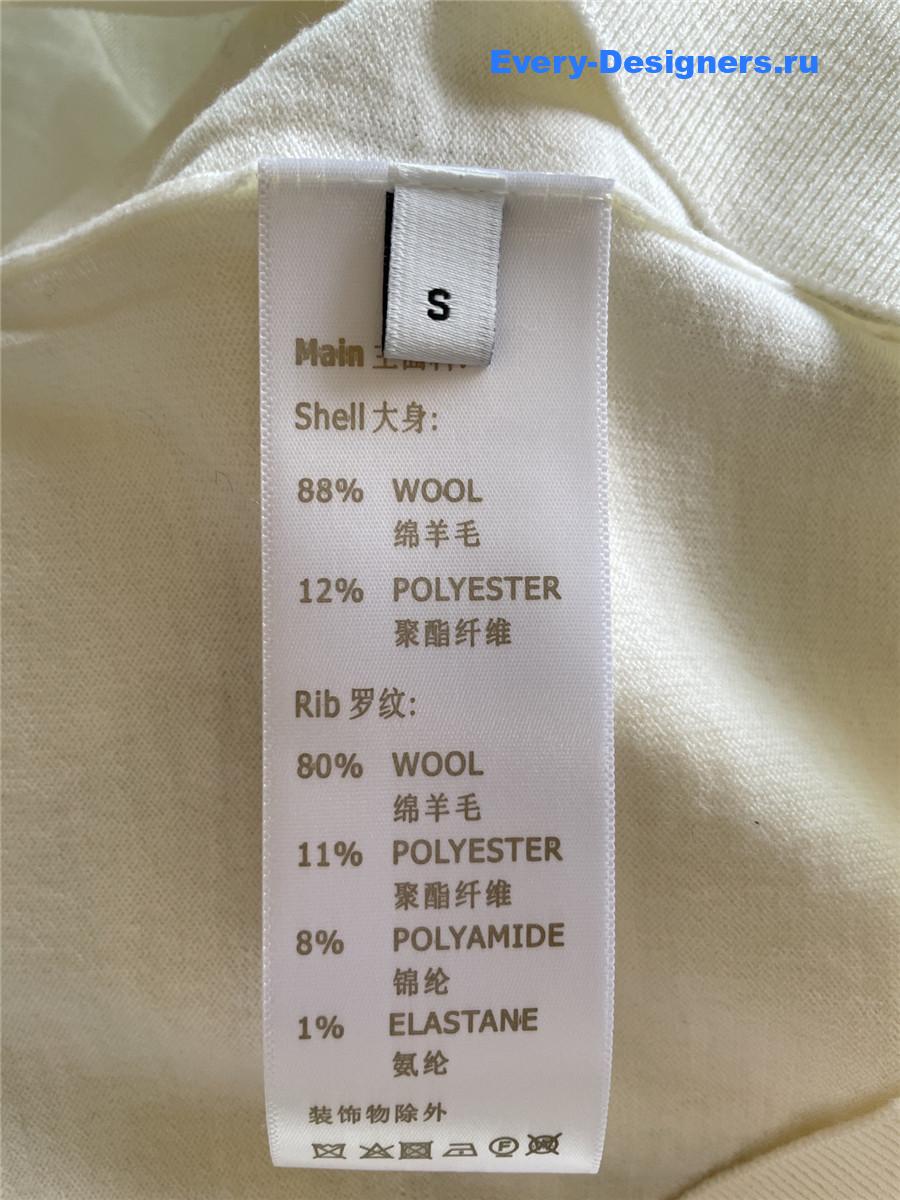 Every-Designers.ru
S
Main
Shell 大身:
88% WOOL
绵羊毛
12% POLYESTER
聚酯纤维
Rib 罗纹:
80% WOOL
绵羊毛
11% POLYESTER
聚酯纤维
8% POLYAMIDE
锦纶
1% ELASTANE
氨纶
装饰物除外
F W